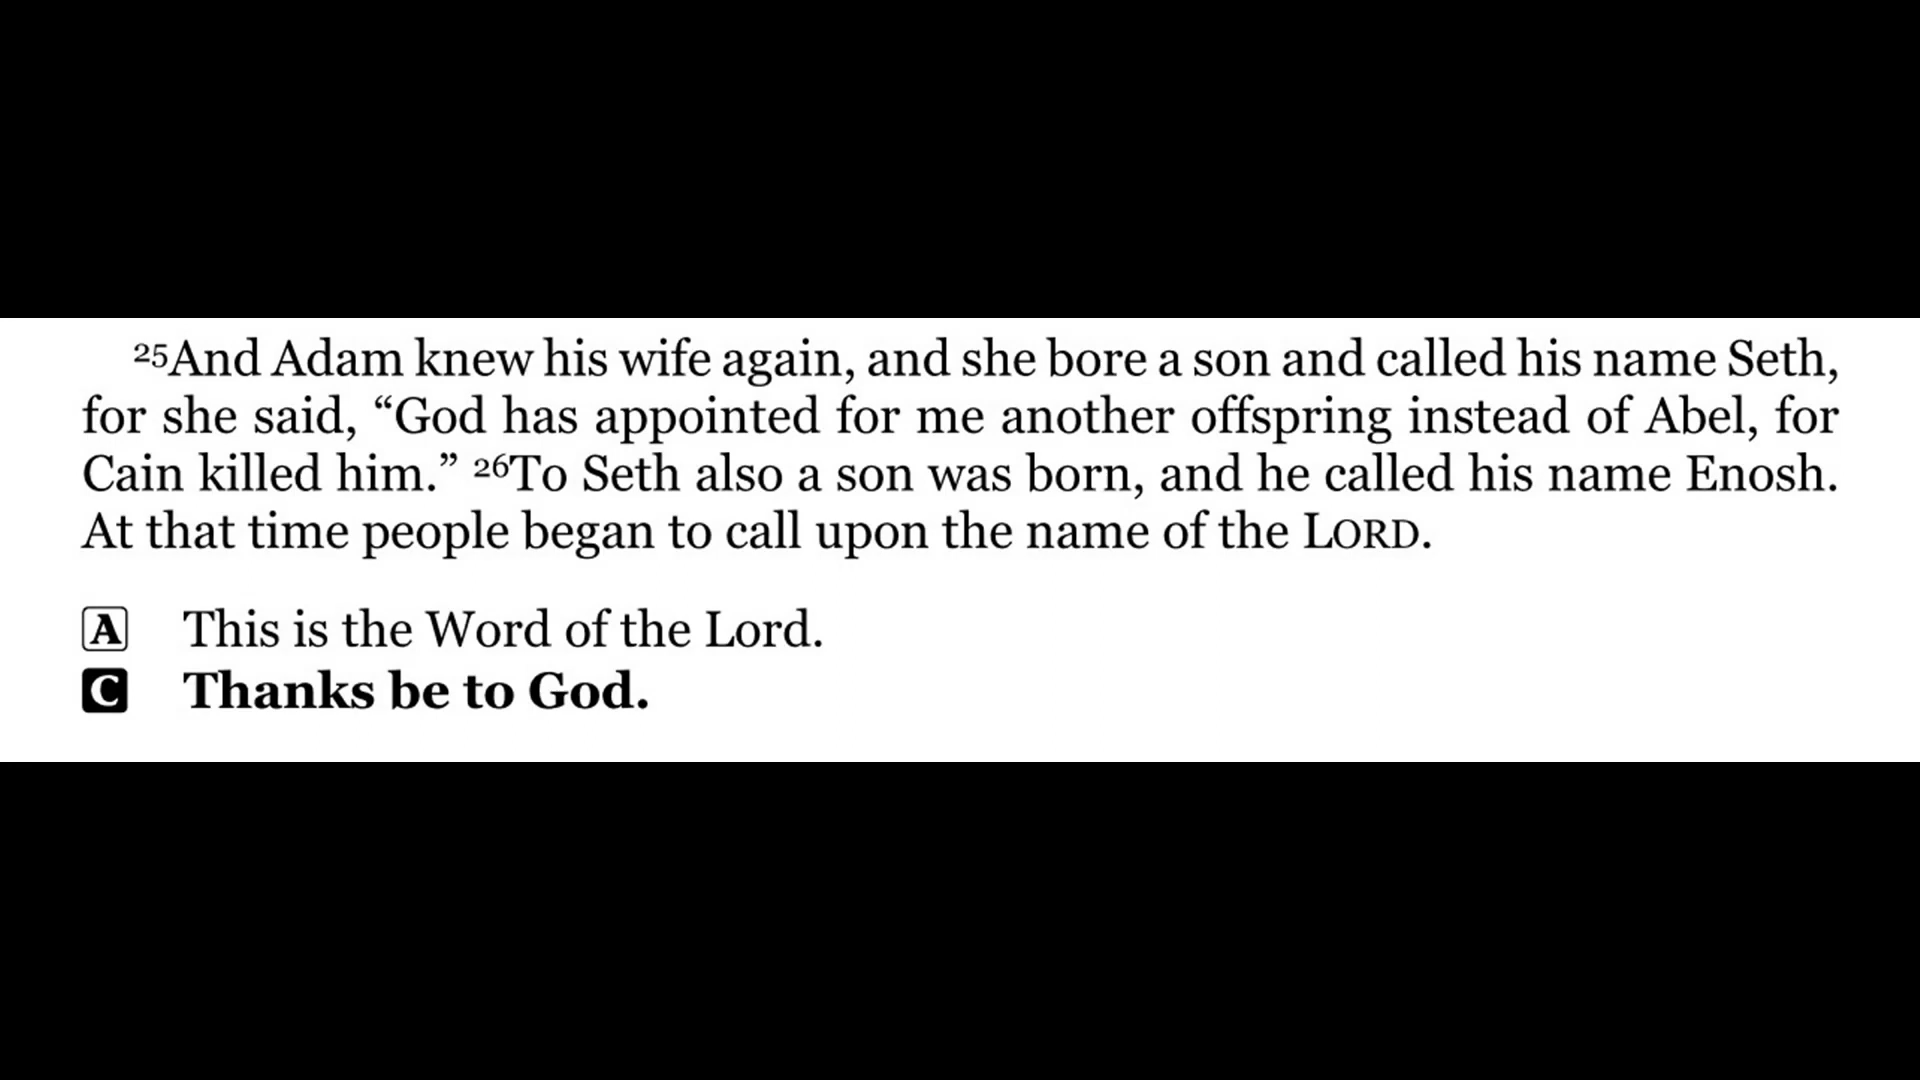 25And Adam knew his wife again, and she bore a son and called his name Seth,
for she said, “God has appointed for me another offspring instead of Abel, for
Cain killed him.” 26To Seth also a son was born, and he called his name Enosh.
At that time people began to call upon the name of the LORD.
A This is the Word of the Lord.
C Thanks be to God.